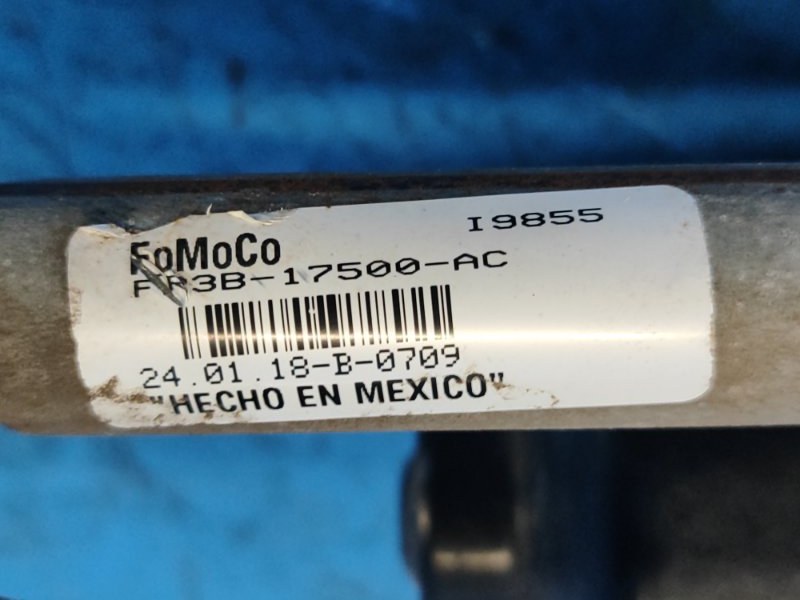 I9855
FoMoCo
FR3B-17500-AC
24.01.18-B-0709
"HECHO EN MEXICO"